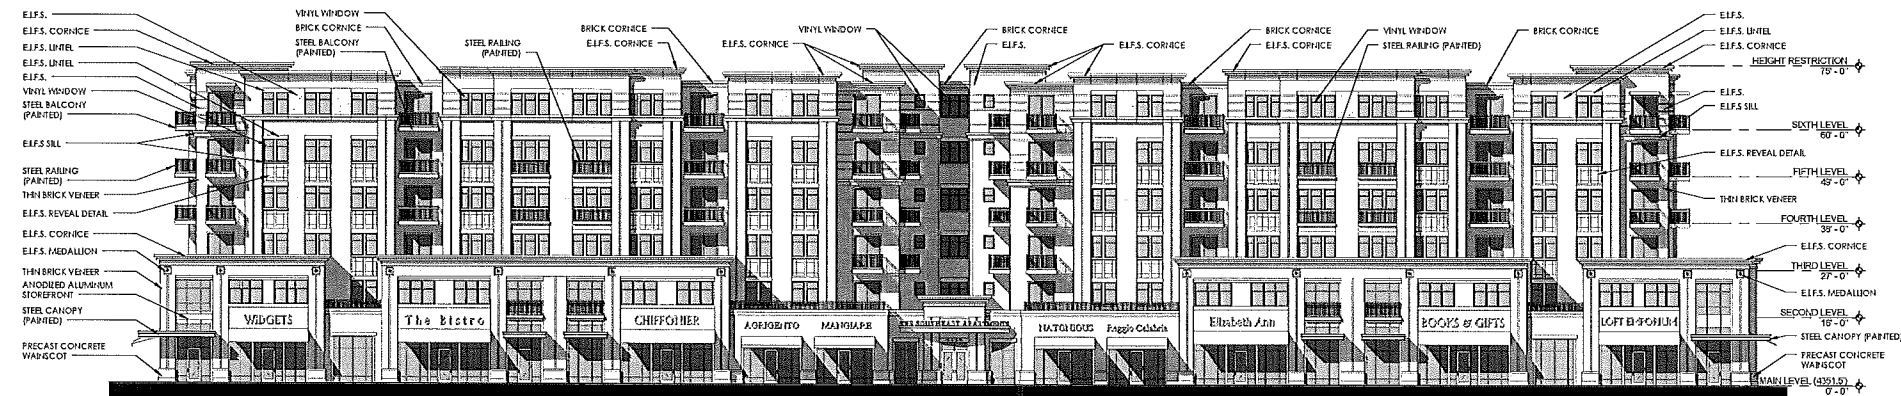 E.I.F.S.
E.I.F.S. CORNICE
E.I.F.S. LINTEL
E.I.F.S. LINTEL
E.I.F.S.
VINYL WINDOW
STEEL BALCONY
(PAINTED)
E.I.F.S SILL
STEEL RAILING
(PAINTED)
THIN BRICK VENEER
E.I.F.S. REVEAL DETAIL
E.I.F.S. CORNICE
E.I.F.S. MEDALLION
THIN BRICK VENEER
ANODIZED ALUMINUM
STOREFRONT
STEEL CANOPY
(PAINTED)
PRECAST CONCRETE
WAINSCOT
VINYL WINDOW
BRICK CORNICE
STEEL BALCONY
(PAINTED)
STEEL RAILING
(PAINTED)
BRICK CORNICE
E.I.F.S. CORNICE
E.I.F.S. CORNICE
VINYL WINDOW
BRICK CORNICE
E.I.F.S.
E.I.F.S. CORNICE
BRICK CORNICE
E.I.F.S. CORNICE
VINYL WINDOW
STEEL RAILING (PAINTED)
BRICK CORNICE
E.I.F.S.
E.I.F.S. LINTEL
E.I.F.S. CORNICE
HEIGHT RESTRICTION
75' - 0"
E.I.F.S.
E.I.F.S SILL
SIXTH LEVEL
60' - 0"
E.I.F.S. REVEAL DETAIL
FIFTH LEVEL
49' - 0"
THIN BRICK VENEER
FOURTH LEVEL
38' - 0"
E.I.F.S. CORNICE
THIRD LEVEL
27' - 0"
E.I.F.S. MEDALLION
SECOND LEVEL
16' - 0"
STEEL CANOPY (PAINTED)
PRECAST CONCRETE
WAINSCOT
MAIN LEVEL (4351.5')
0' - 0"
WIDGETS
The Bistro
CHIFFONIER
AGRIGENTO
MANGIARE
APARTMENTS
Reggio Calabria
Elizabeth Ann
BOOKS & GIFTS
LOFT EMPORIUM